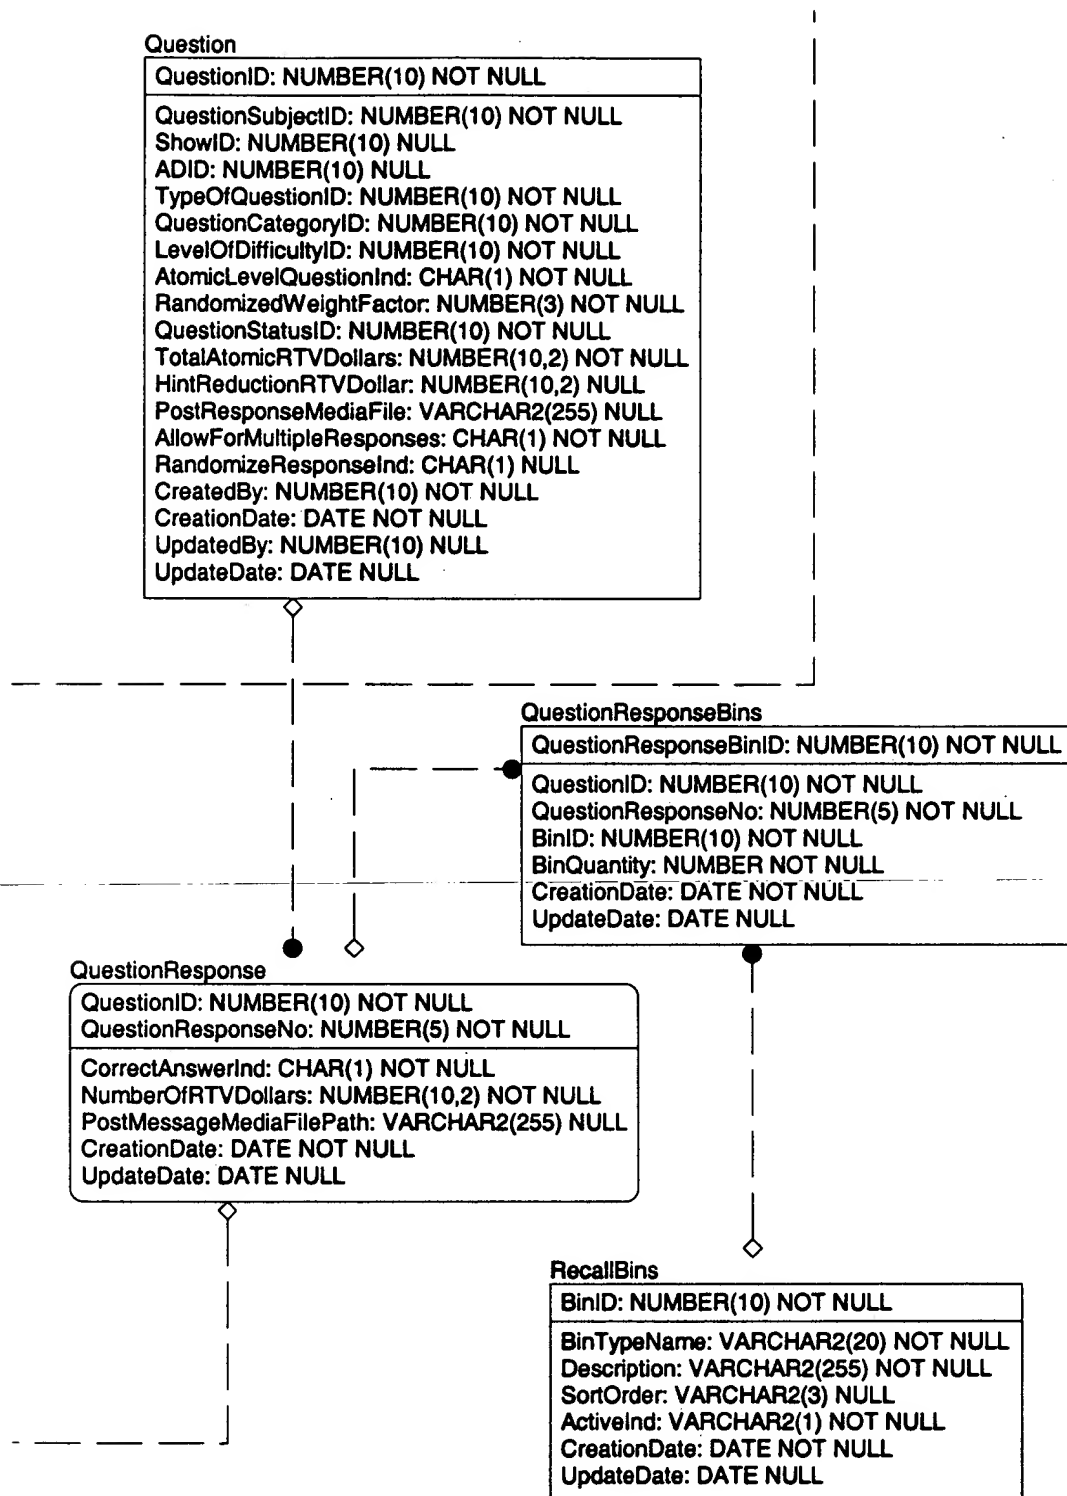 Question
QuestionID: NUMBER(10) NOT NULL
QuestionSubjectID: NUMBER(10) NOT NULL
ShowID: NUMBER(10) NULL
ADID: NUMBER(10) NULL
TypeOfQuestionID: NUMBER(10) NOT NULL
QuestionCategoryID: NUMBER(10) NOT NULL
LevelOfDifficultyID: NUMBER(10) NOT NULL
AtomicLevelQuestionInd: CHAR(1) NOT NULL
RandomizedWeightFactor: NUMBER(3) NOT NULL
QuestionStatusID: NUMBER(10) NOT NULL
TotalAtomicRTVDollars: NUMBER(10,2) NOT NULL
HintReductionRTVDollar: NUMBER(10,2) NULL
PostResponseMediaFile: VARCHAR2(255) NULL
AllowForMultipleResponses: CHAR(1) NOT NULL
RandomizeResponseInd: CHAR(1) NULL
CreatedBy: NUMBER(10) NOT NULL
CreationDate: DATE NOT NULL
UpdatedBy: NUMBER(10) NULL
UpdateDate: DATE NULL
QuestionResponseBins
QuestionResponseBinID: NUMBER(10) NOT NULL
QuestionID: NUMBER(10) NOT NULL
QuestionResponseNo: NUMBER(5) NOT NULL
BinID: NUMBER(10) NOT NULL
BinQuantity: NUMBER NOT NULL
CreationDate: DATE NOT NULL
UpdateDate: DATE NULL
QuestionResponse
QuestionID: NUMBER(10) NOT NULL
QuestionResponseNo: NUMBER(5) NOT NULL
CorrectAnswerInd: CHAR(1) NOT NULL
NumberOfRTVDollars: NUMBER(10,2) NOT NULL
PostMessageMediaFilePath: VARCHAR2(255) NULL
CreationDate: DATE NOT NULL
UpdateDate: DATE NULL
RecallBins
BinID: NUMBER(10) NOT NULL
BinTypeName: VARCHAR2(20) NOT NULL
Description: VARCHAR2(255) NOT NULL
SortOrder: VARCHAR2(3) NULL
ActiveInd: VARCHAR2(1) NOT NULL
CreationDate: DATE NOT NULL
UpdateDate: DATE NULL